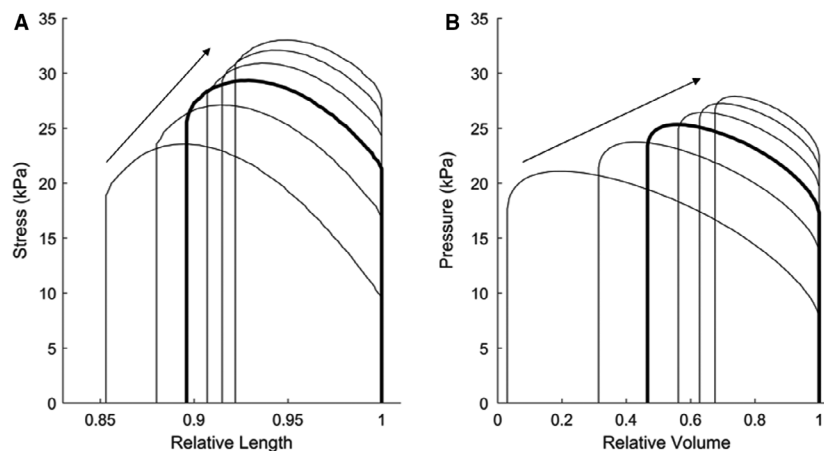 A
Stress (kPa)
35
30
25
20
15
10
5
0
0.85 0.9 0.95 1
Relative Length
B
Pressure (kPa)
35
30
25
20
15
10
5
0
0 0.2 0.4 0.6 0.8 1
Relative Volume